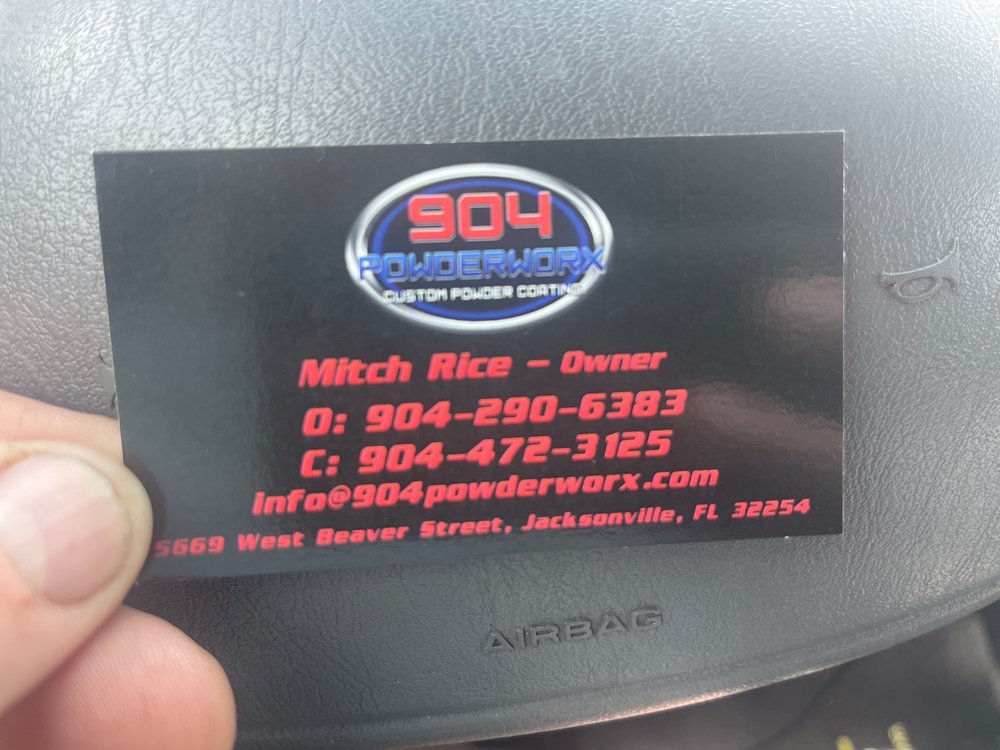 904
POWDERWORX
CUSTOM POWDER COATING
Mitch Rice - Owner
O: 904-290-6383
C: 904-472-3125
info@904powderworx.com
5669 West Beaver Street, Jacksonville, FL 32254
AIRBAG